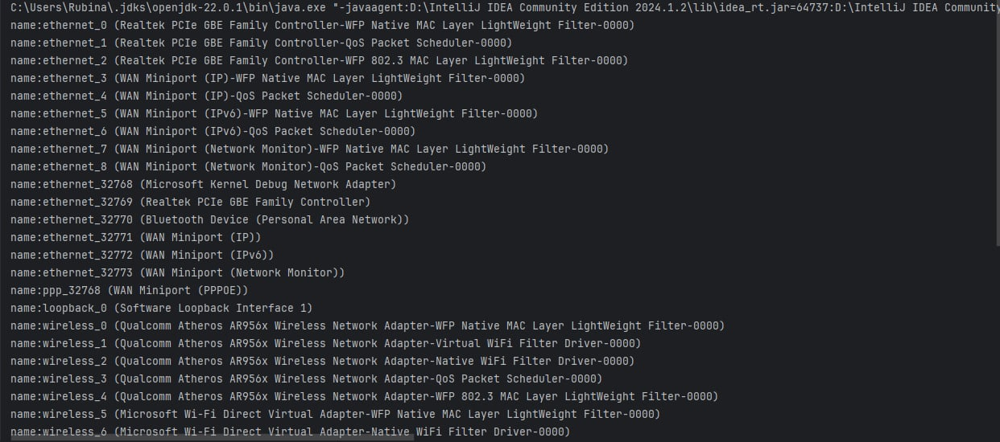 C:\Users\Rubina\.jdks\openjdk-22.0.1\bin\java.exe "-javaagent:D:\IntelliJ IDEA Community Edition 2024.1.2\lib\idea_rt.jar=64737:D:\IntelliJ IDEA Community
name:ethernet_0 (Realtek PCIe GBE Family Controller-WFP Native MAC Layer LightWeight Filter-0000)
name:ethernet_1 (Realtek PCIe GBE Family Controller-QoS Packet Scheduler-0000)
name:ethernet_2 (Realtek PCIe GBE Family Controller-WFP 802.3 MAC Layer LightWeight Filter-0000)
name:ethernet_3 (WAN Miniport (IP)-WFP Native MAC Layer LightWeight Filter-0000)
name:ethernet_4 (WAN Miniport (IP)-QoS Packet Scheduler-0000)
name:ethernet_5 (WAN Miniport (IPv6)-WFP Native MAC Layer LightWeight Filter-0000)
name:ethernet_6 (WAN Miniport (IPv6)-QoS Packet Scheduler-0000)
name:ethernet_7 (WAN Miniport (Network Monitor)-WFP Native MAC Layer LightWeight Filter-0000)
name:ethernet_8 (WAN Miniport (Network Monitor)-QoS Packet Scheduler-0000)
name:ethernet_32768 (Microsoft Kernel Debug Network Adapter)
name:ethernet_32769 (Realtek PCIe GBE Family Controller)
name:ethernet_32770 (Bluetooth Device (Personal Area Network))
name:ethernet_32771 (WAN Miniport (IP))
name:ethernet_32772 (WAN Miniport (IPv6))
name:ethernet_32773 (WAN Miniport (Network Monitor))
name:ppp_32768 (WAN Miniport (PPPOE))
name:loopback_0 (Software Loopback Interface 1)
name:wireless_0 (Qualcomm Atheros AR956x Wireless Network Adapter-WFP Native MAC Layer LightWeight Filter-0000)
name:wireless_1 (Qualcomm Atheros AR956x Wireless Network Adapter-Virtual WiFi Filter Driver-0000)
name:wireless_2 (Qualcomm Atheros AR956x Wireless Network Adapter-Native WiFi Filter Driver-0000)
name:wireless_3 (Qualcomm Atheros AR956x Wireless Network Adapter-QoS Packet Scheduler-0000)
name:wireless_4 (Qualcomm Atheros AR956x Wireless Network Adapter-WFP 802.3 MAC Layer LightWeight Filter-0000)
name:wireless_5 (Microsoft Wi-Fi Direct Virtual Adapter-WFP Native MAC Layer LightWeight Filter-0000)
name:wireless_6 (Microsoft Wi-Fi Direct Virtual Adapter-Native WiFi Filter Driver-0000)